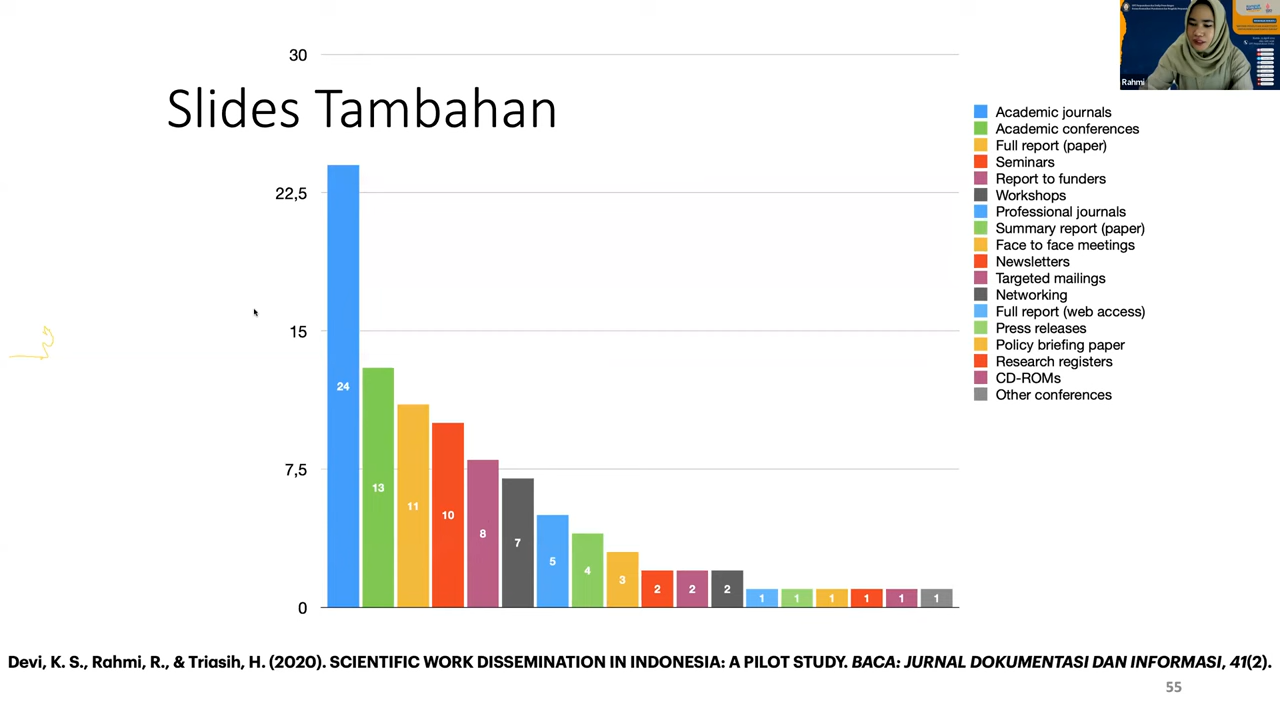 30
Slides Tambahan
22,5
15
7,5
0
24
13
11
10
8
7
5
4
3
2
2
2
1
1
1
1
1
1
Academic journals
Academic conferences
Full report (paper)
Seminars
Report to funders
Workshops
Professional journals
Summary report (paper)
Face to face meetings
Newsletters
Targeted mailings
Networking
Full report (web access)
Press releases
Policy briefing paper
Research registers
CD-ROMs
Other conferences
Rahmi
Devi, K. S., Rahmi, R., & Triasih, H. (2020). SCIENTIFIC WORK DISSEMINATION IN INDONESIA: A PILOT STUDY. BACA: JURNAL DOKUMENTASI DAN INFORMASI, 41(2).
55